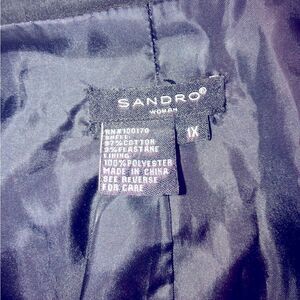 SANDRO®
WOMAN
1X
RN#100170
SHELL:
97%COTTON
3%ELASTANE
LINING:
100%POLYESTER
MADE IN CHINA
SEE REVERSE
FOR CARE